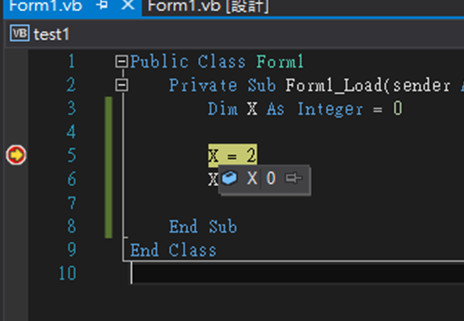 Form1.vb Form1.vb [設計]
VB test1
1 Public Class Form1
2 Private Sub Form1_Load(sender
3 Dim X As Integer = 0
4
5 X = 2
6 X
X 0
7
8 End Sub
9 End Class
10